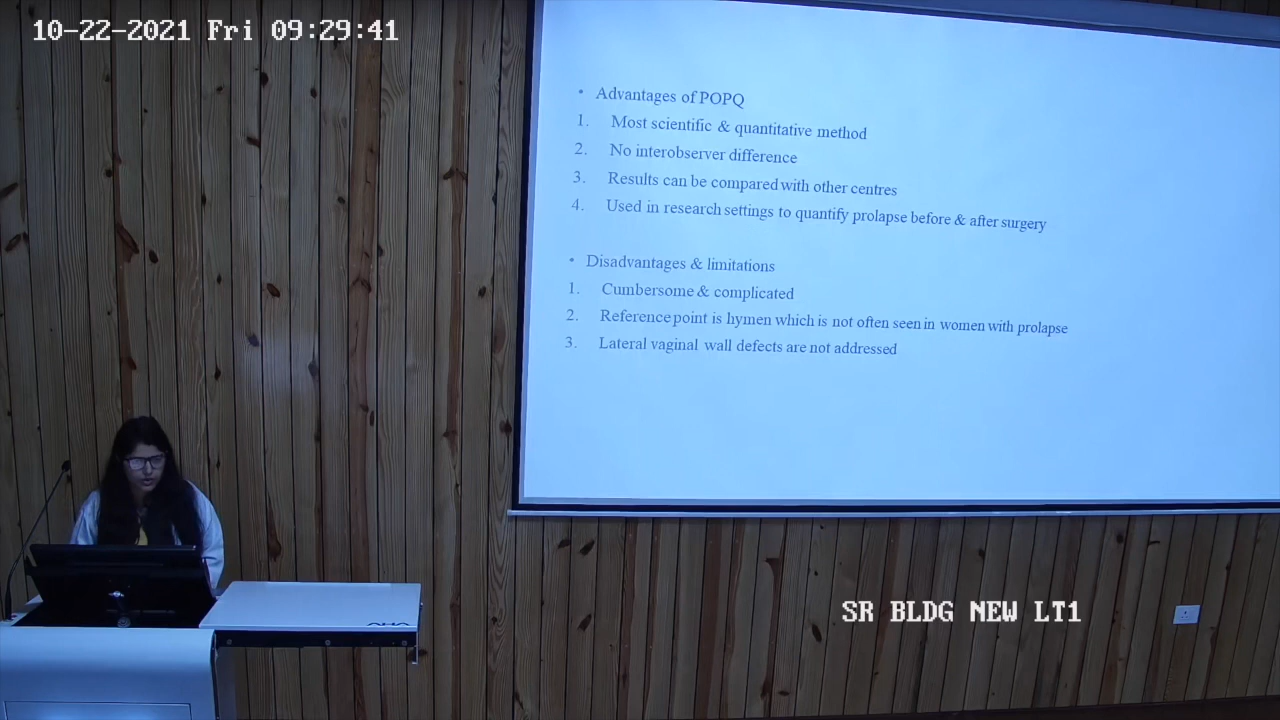 10-22-2021 Fri 09:29:41
• Advantages of POPQ
1. Most scientific & quantitative method
2. No interobserver difference
3. Results can be compared with other centres
4. Used in research settings to quantify prolapse before & after surgery
• Disadvantages & limitations
1. Cumbersome & complicated
2. Reference point is hymen which is not often seen in women with prolapse
3. Lateral vaginal wall defects are not addressed
AHA
SR BLDG NEW LT1